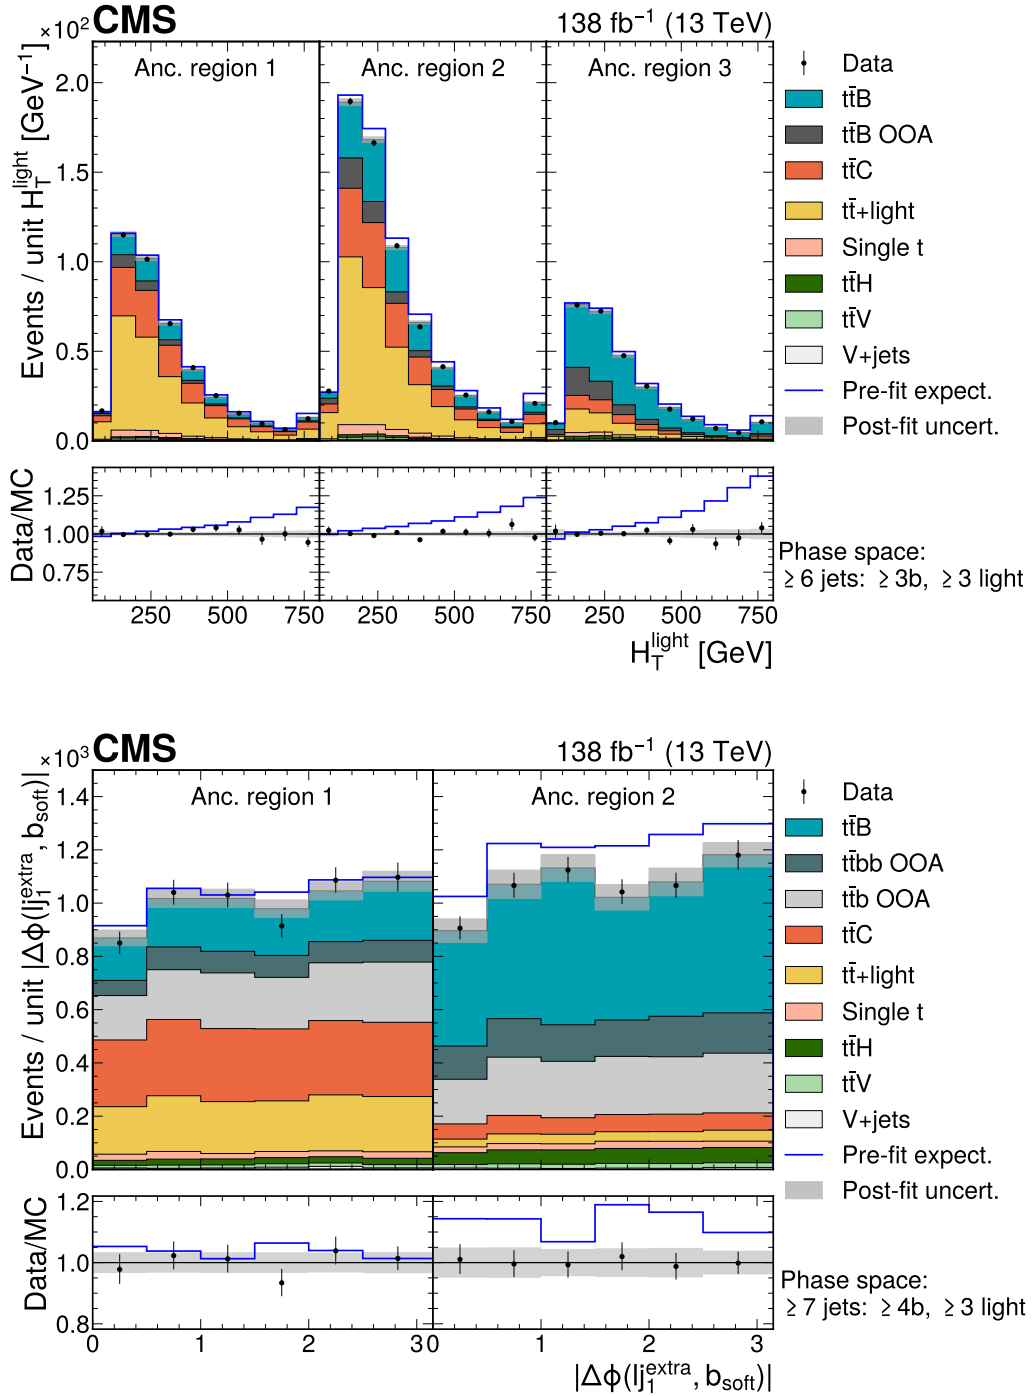 CMS 138 fb⁻¹ (13 TeV)
×10²
Events / unit H_T^light [GeV⁻¹]
Anc. region 1 Anc. region 2 Anc. region 3
2.0
1.5
1.0
0.5
0.0
Data
tt̄B
tt̄B OOA
tt̄C
tt̄+light
Single t
tt̄H
tt̄V
V+jets
Pre-fit expect.
Post-fit uncert.
Data/MC
1.25
1.00
0.75
Phase space:
≥ 6 jets: ≥ 3b, ≥ 3 light
250 500 750 250 500 750 250 500 750
H_T^light [GeV]
CMS 138 fb⁻¹ (13 TeV)
×10³
Events / unit |Δϕ(lj₁^extra, b_soft)|
Anc. region 1 Anc. region 2
1.4
1.2
1.0
0.8
0.6
0.4
0.2
0.0
Data
tt̄B
tt̄bb OOA
tt̄b OOA
tt̄C
tt̄+light
Single t
tt̄H
tt̄V
V+jets
Pre-fit expect.
Post-fit uncert.
Data/MC
1.2
1.0
0.8
Phase space:
≥ 7 jets: ≥ 4b, ≥ 3 light
0 1 2 3 1 2 3
|Δϕ(lj₁^extra, b_soft)|